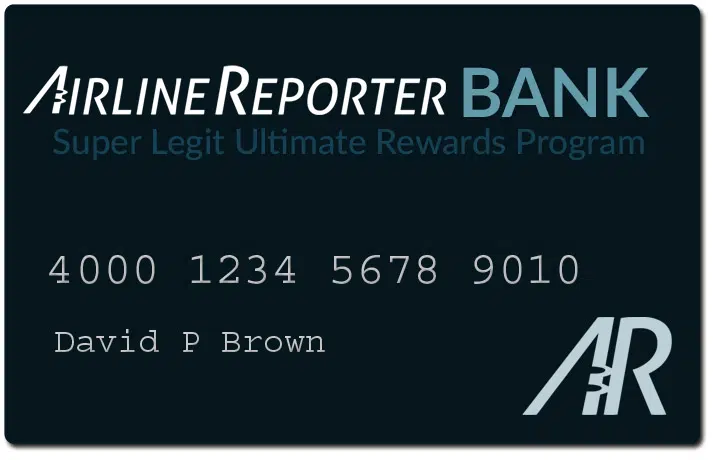 AIRLINEREPORTER BANK
Super Legit Ultimate Rewards Program
4000 1234 5678 9010
David P Brown
AR